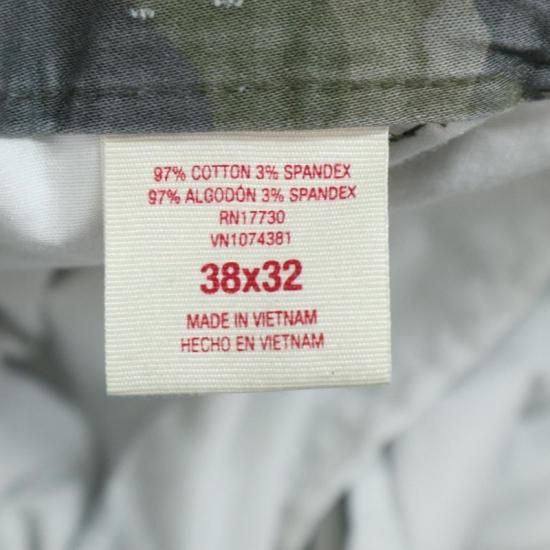 97% COTTON 3% SPANDEX
97% ALGODÓN 3% SPANDEX
RN17730
VN1074381
38x32
MADE IN VIETNAM
HECHO EN VIETNAM